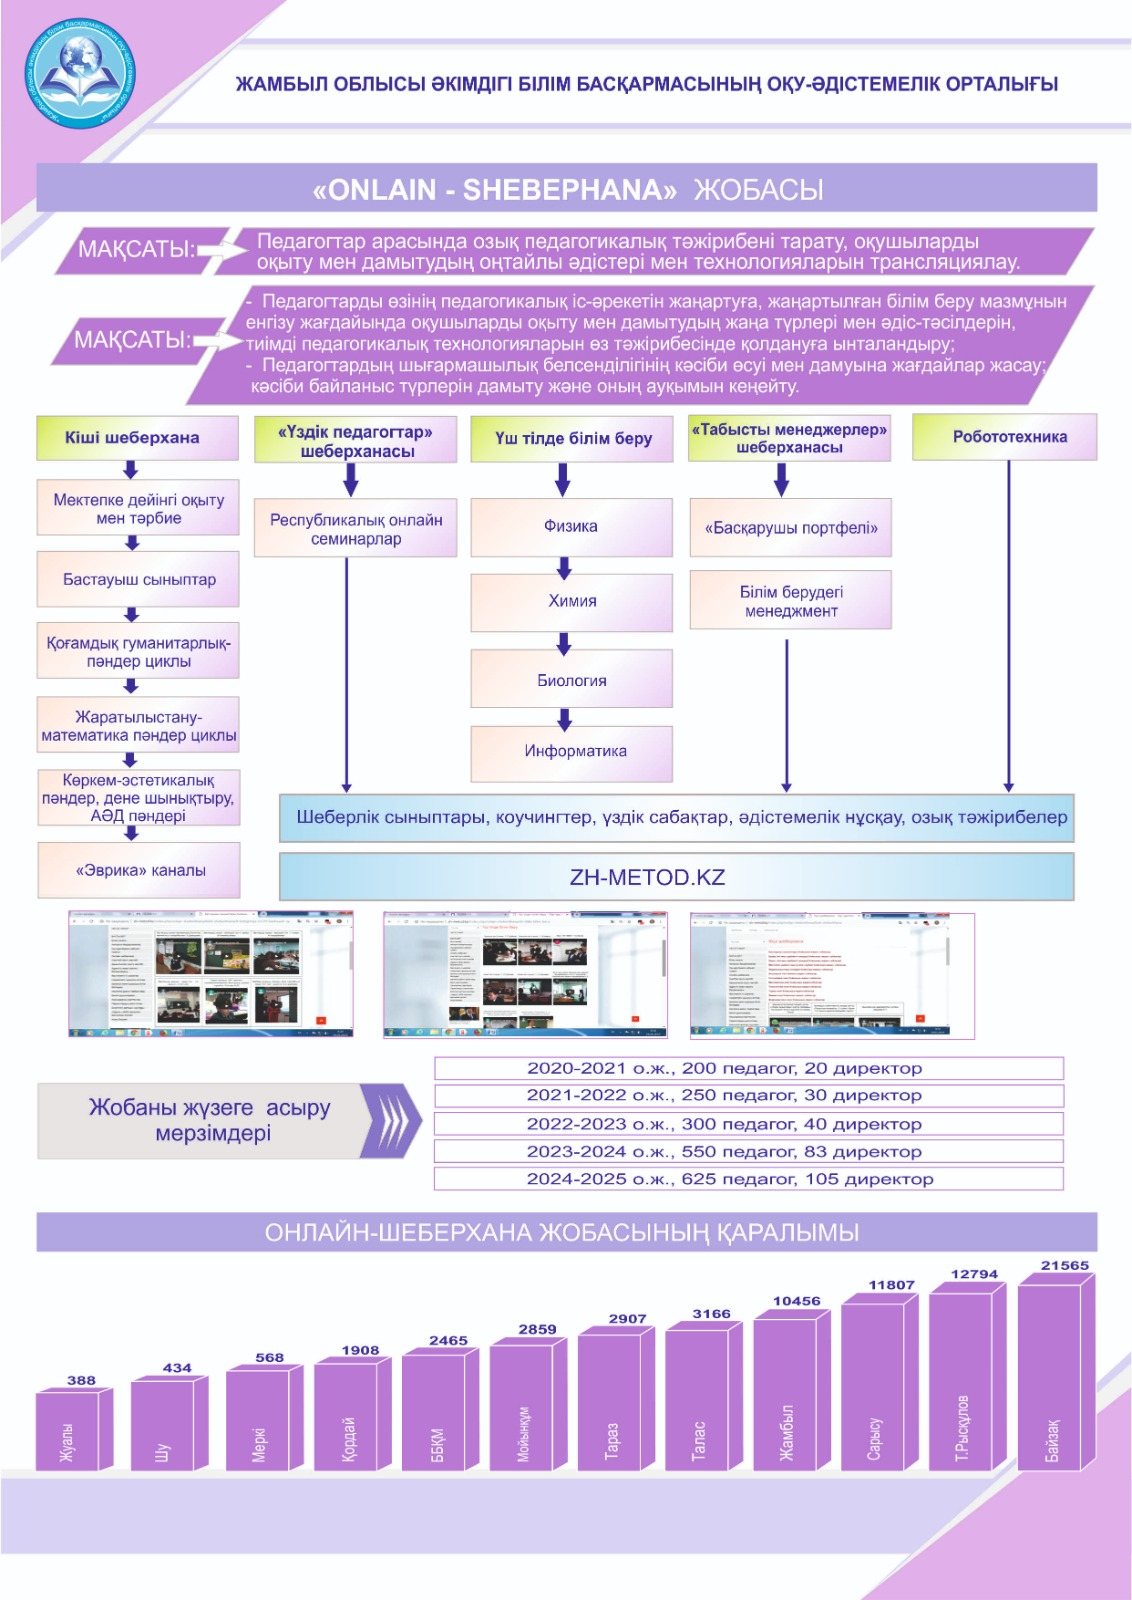 ЖАМБЫЛ ОБЛЫСЫ ӘКІМДІГІ БІЛІМ БАСҚАРМАСЫНЫҢ ОҚУ-ӘДІСТЕМЕЛІК ОРТАЛЫҒЫ
«ONLAIN - SHEBEPHANA» ЖОБАСЫ
МАҚСАТЫ:
Педагогтар арасында озық педагогикалық тәжірибені тарату, оқушыларды
оқыту мен дамытудың оңтайлы әдістері мен технологияларын трансляциялау.
МАҚСАТЫ:
- Педагогтарды өзінің педагогикалық іс-әрекетін жаңартуға, жаңартылған білім беру мазмұнын
енгізу жағдайында оқушыларды оқыту мен дамытудың жаңа түрлері мен әдіс-тәсілдерін,
тиімді педагогикалық технологияларын өз тәжірибесінде қолдануға ынталандыру;
- Педагогтардың шығармашылық белсенділігінің кәсіби өсуі мен дамуына жағдайлар жасау;
кәсіби байланыс түрлерін дамыту және оның ауқымын кеңейту.
Кіші шеберхана
Мектепке дейінгі оқыту
мен тәрбие
Бастауыш сыныптар
Қоғамдық гуманитарлық-
пәндер циклы
Жаратылыстану-
математика пәндер циклы
Көркем-эстетикалық
пәндер, дене шынықтыру,
АӘД пәндері
«Эврика» каналы
«Үздік педагогтар»
шеберханасы
Республикалық онлайн
семинарлар
Үш тілде білім беру
Физика
Химия
Биология
Информатика
«Табысты менеджерлер»
шеберханасы
«Басқарушы портфелі»
Білім берудегі
менеджмент
Робототехника
Шеберлік сыныптары, коучингтер, үздік сабақтар, әдістемелік нұсқау, озық тәжірибелер
ZH-METOD.KZ
Жобаны жүзеге асыру
мерзімдері
2020-2021 о.ж., 200 педагог, 20 директор
2021-2022 о.ж., 250 педагог, 30 директор
2022-2023 о.ж., 300 педагог, 40 директор
2023-2024 о.ж., 550 педагог, 83 директор
2024-2025 о.ж., 625 педагог, 105 директор
ОНЛАЙН-ШЕБЕРХАНА ЖОБАСЫНЫҢ ҚАРАЛЫМЫ
388
434
568
1908
2465
2859
2907
3166
10456
11807
12794
21565
Жуалы
Шу
Меркі
Қордай
ББҚМ
Мойынқұм
Тараз
Талас
Жамбыл
Сарысу
Т.Рысқұлов
Байзақ